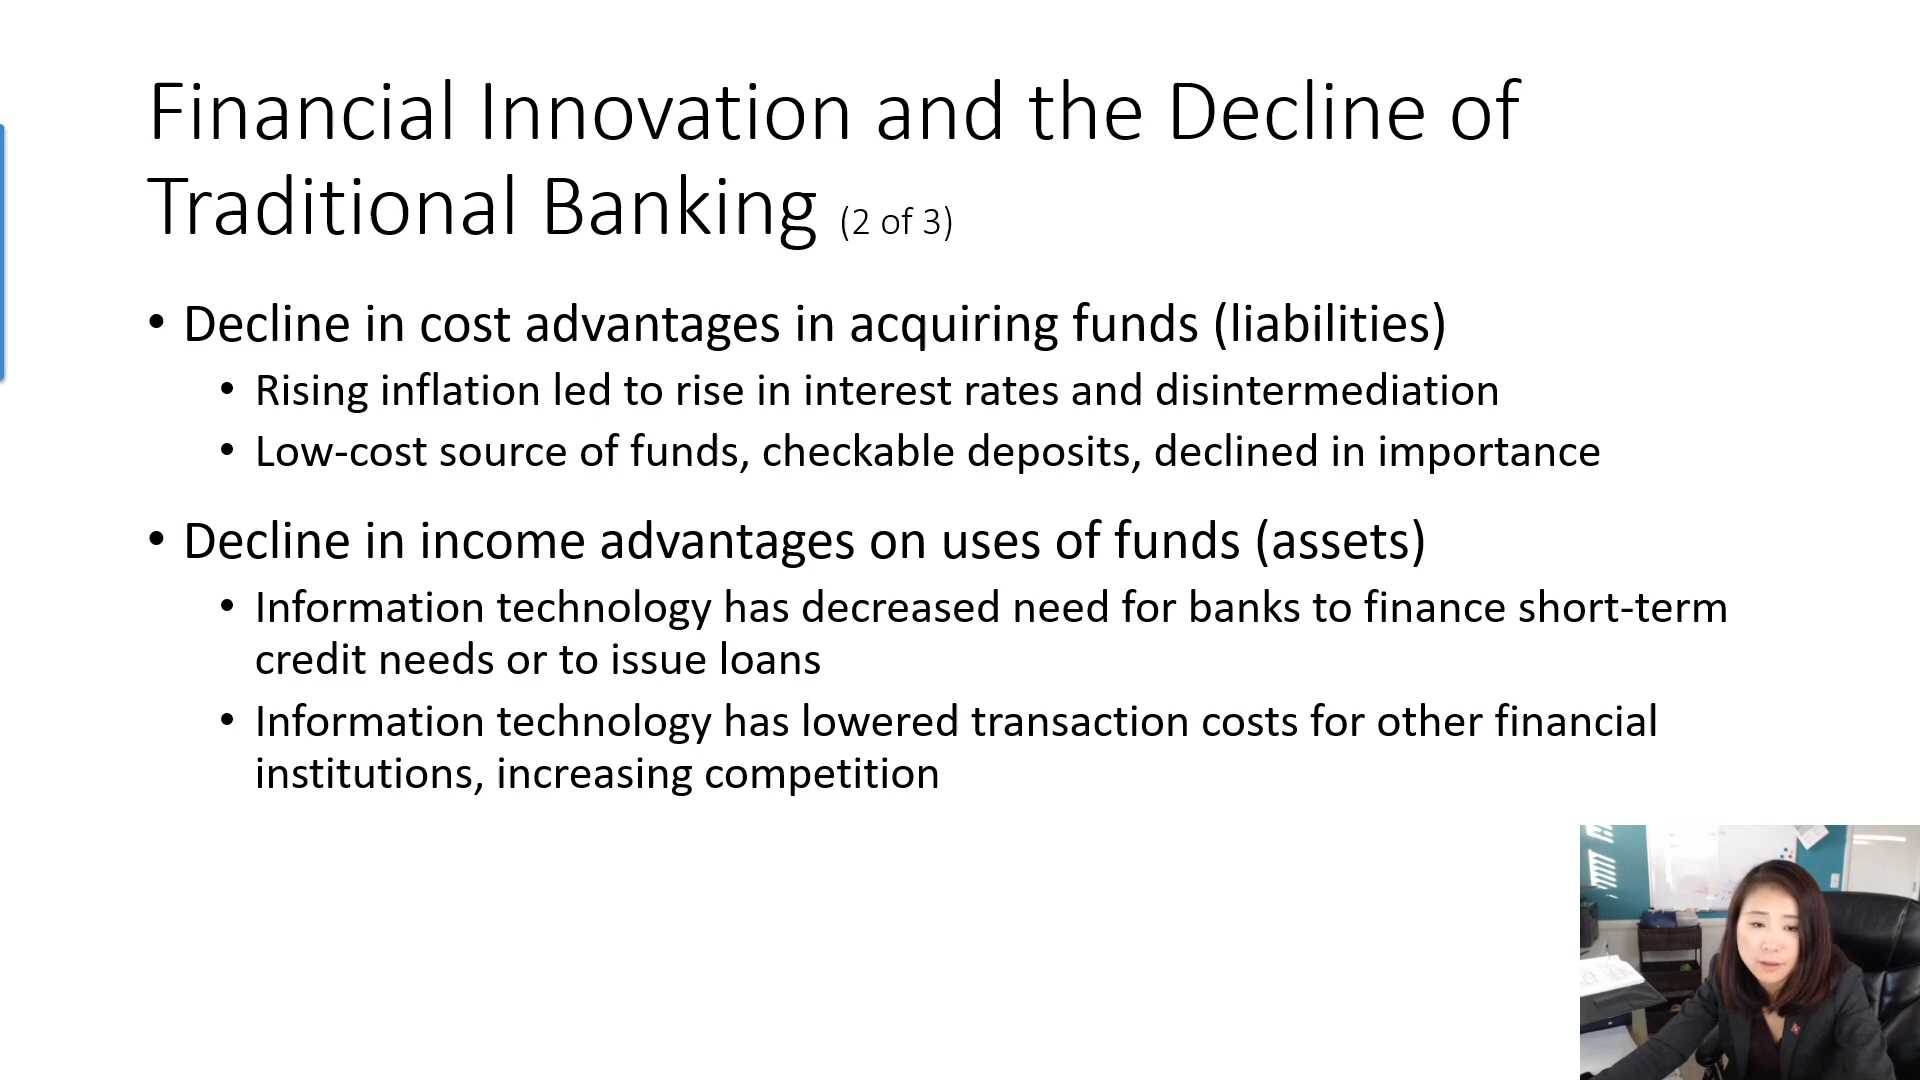 Financial Innovation and the Decline of
Traditional Banking (2 of 3)
• Decline in cost advantages in acquiring funds (liabilities)
• Rising inflation led to rise in interest rates and disintermediation
• Low-cost source of funds, checkable deposits, declined in importance
• Decline in income advantages on uses of funds (assets)
• Information technology has decreased need for banks to finance short-term
credit needs or to issue loans
• Information technology has lowered transaction costs for other financial
institutions, increasing competition